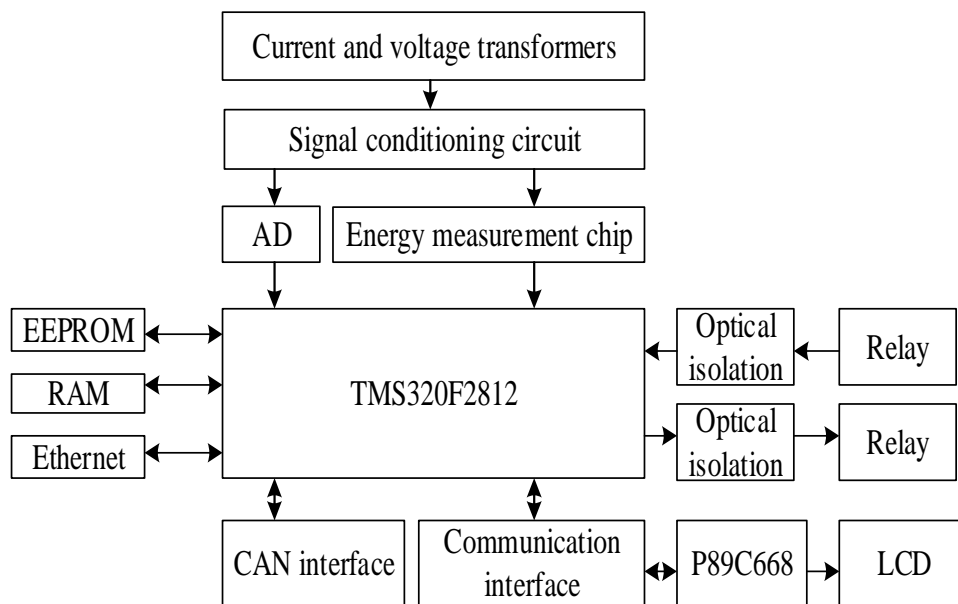 Current and voltage transformers
Signal conditioning circuit
AD
Energy measurement chip
EEPROM
RAM
Ethernet
TMS320F2812
Optical
isolation
Relay
Optical
isolation
Relay
CAN interface
Communication
interface
P89C668
LCD